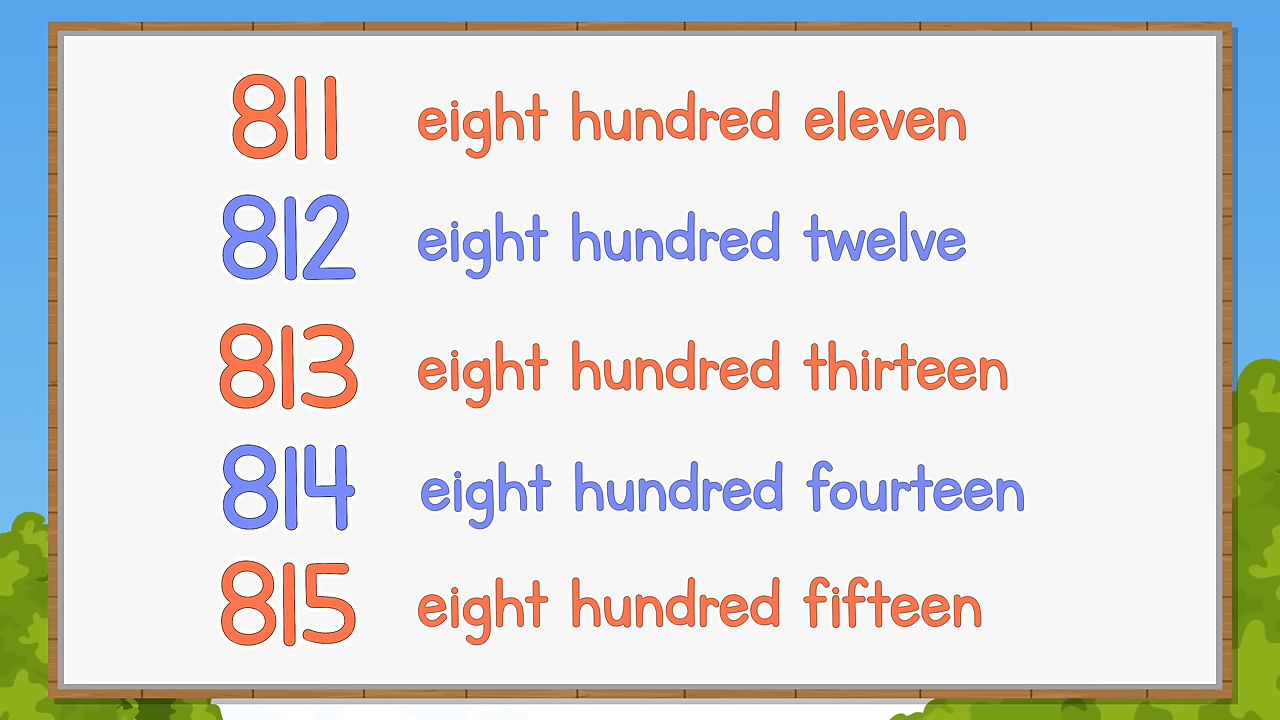 811 eight hundred eleven
812 eight hundred twelve
813 eight hundred thirteen
814 eight hundred fourteen
815 eight hundred fifteen